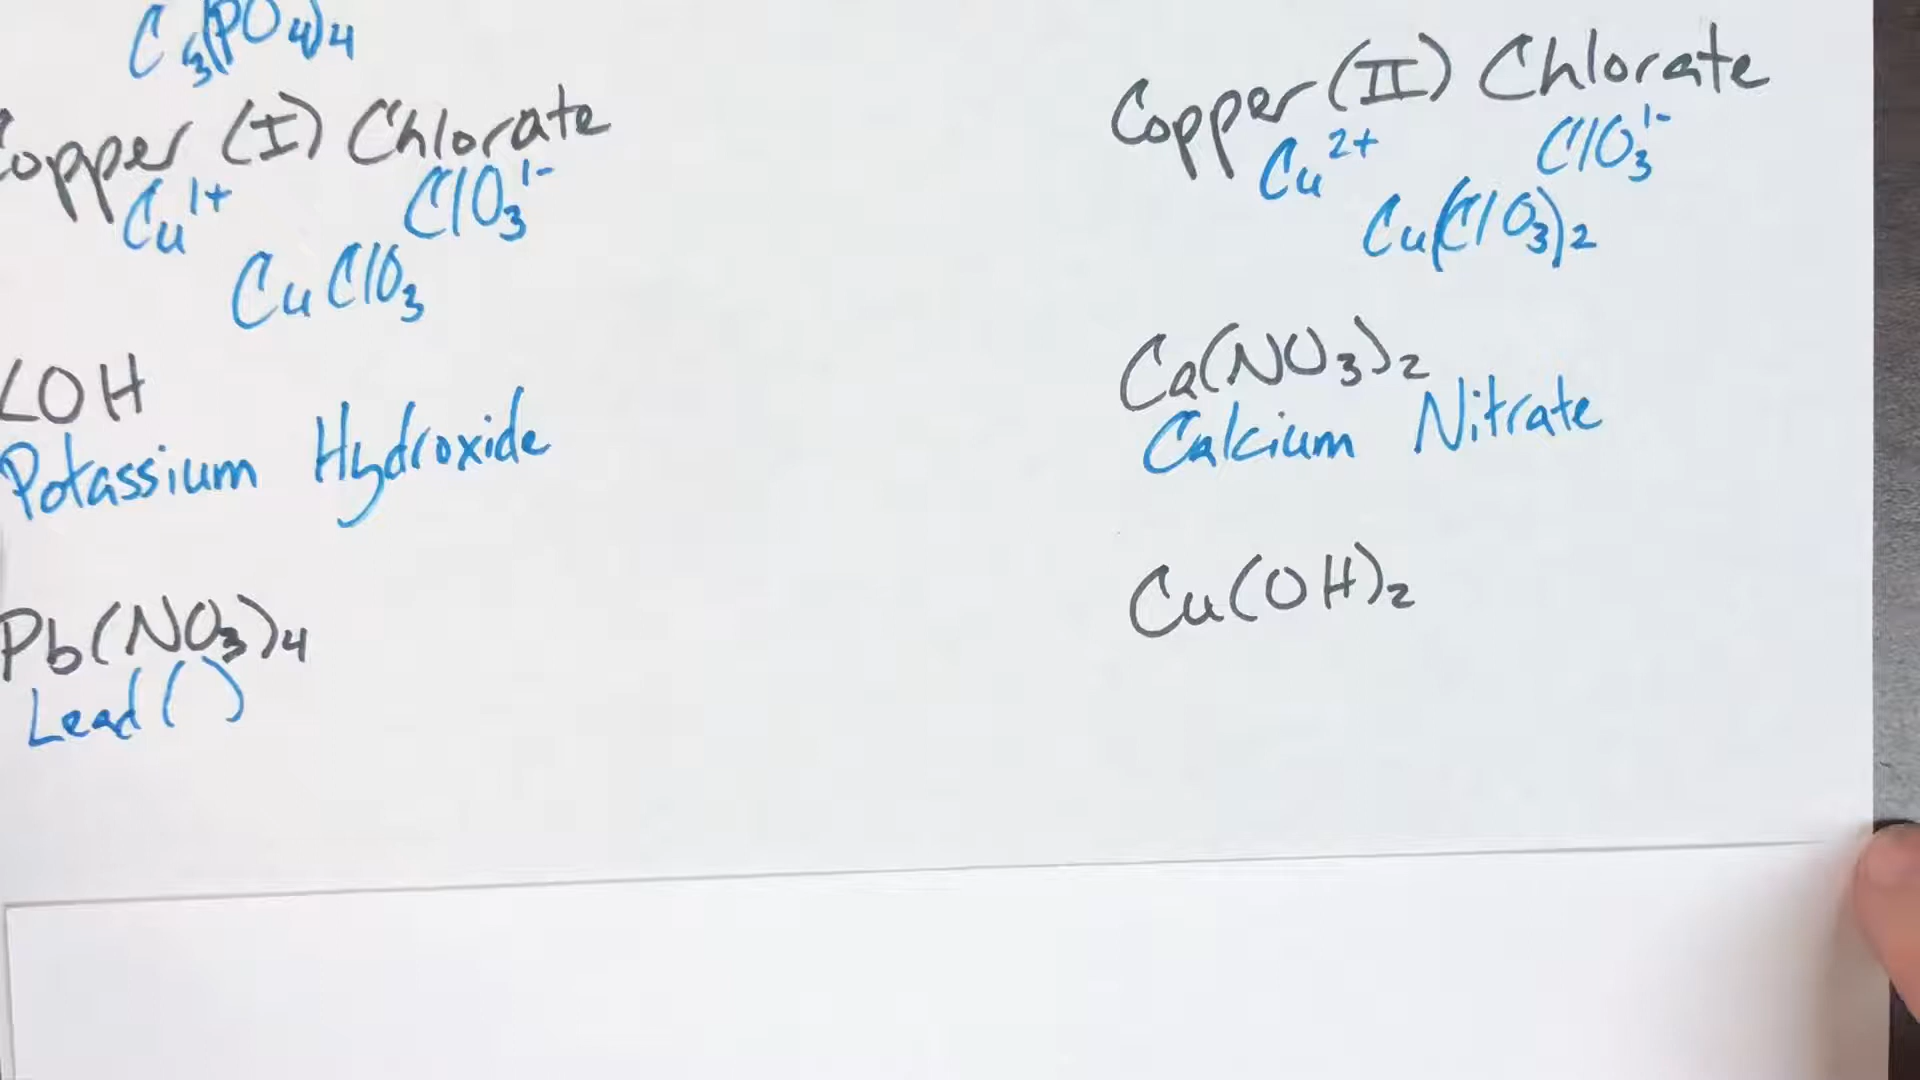 C₃(PO₄)₄
Copper (I) Chlorate
Cu¹⁺ ClO₃¹⁻
CuClO₃
KOH
Potassium Hydroxide
Pb(NO₃)₄
Lead ( )
Copper (II) Chlorate
Cu²⁺ ClO₃¹⁻
Cu(ClO₃)₂
Ca(NO₃)₂
Calcium Nitrate
Cu(OH)₂